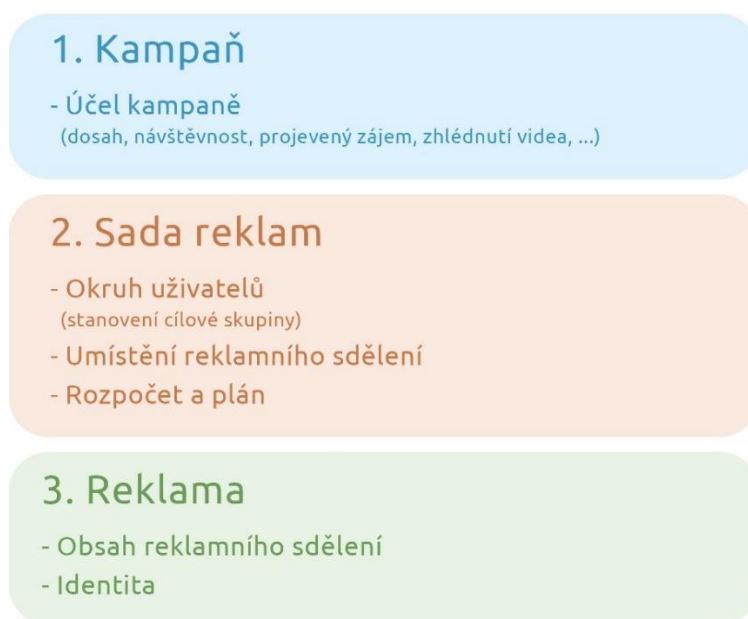 1. Kampaň
- Účel kampaně
(dosah, návštěvnost, projevený zájem, zhlédnutí videa, ...)
2. Sada reklam
- Okruh uživatelů
(stanovení cílové skupiny)
- Umístění reklamního sdělení
- Rozpočet a plán
3. Reklama
- Obsah reklamního sdělení
- Identita